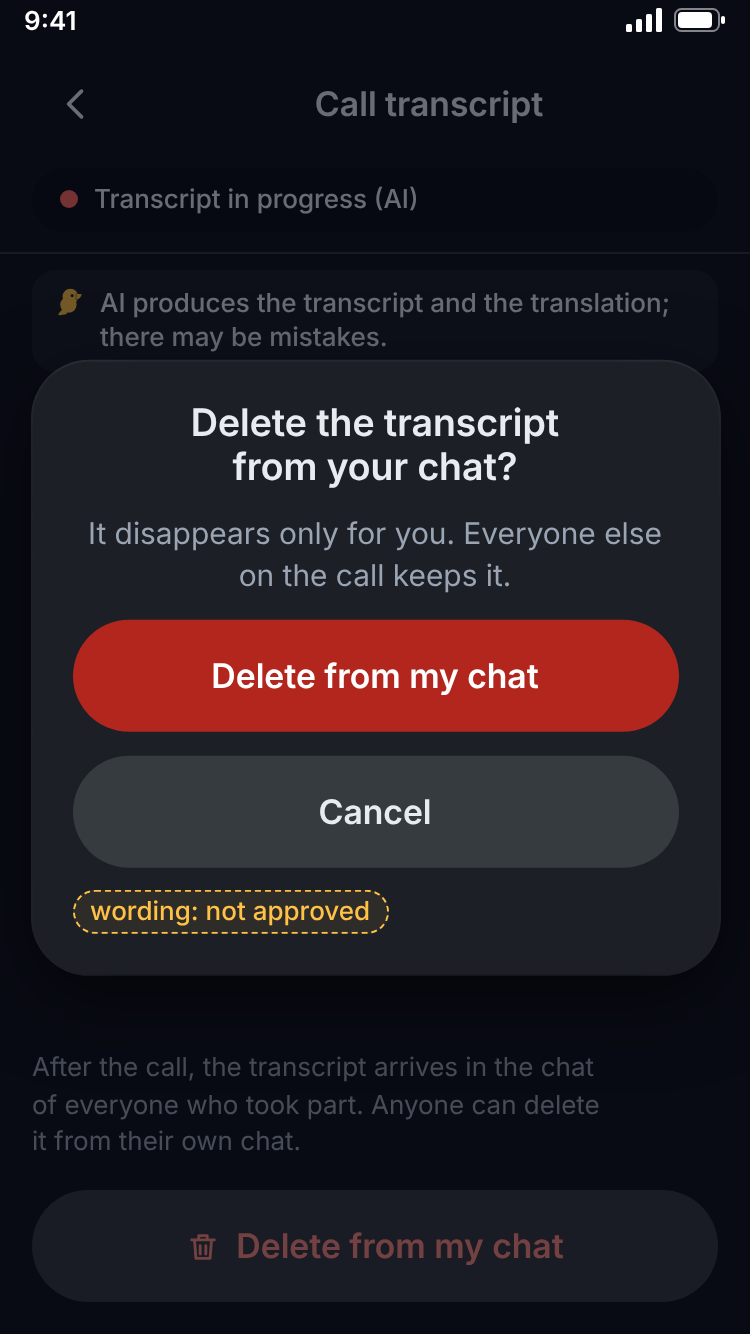 9:41
Call transcript
Transcript in progress (AI)
AI produces the transcript and the translation;
there may be mistakes.
Delete the transcript
from your chat?
It disappears only for you. Everyone else
on the call keeps it.
Delete from my chat
Cancel
wording: not approved
After the call, the transcript arrives in the chat
of everyone who took part. Anyone can delete
it from their own chat.
Delete from my chat